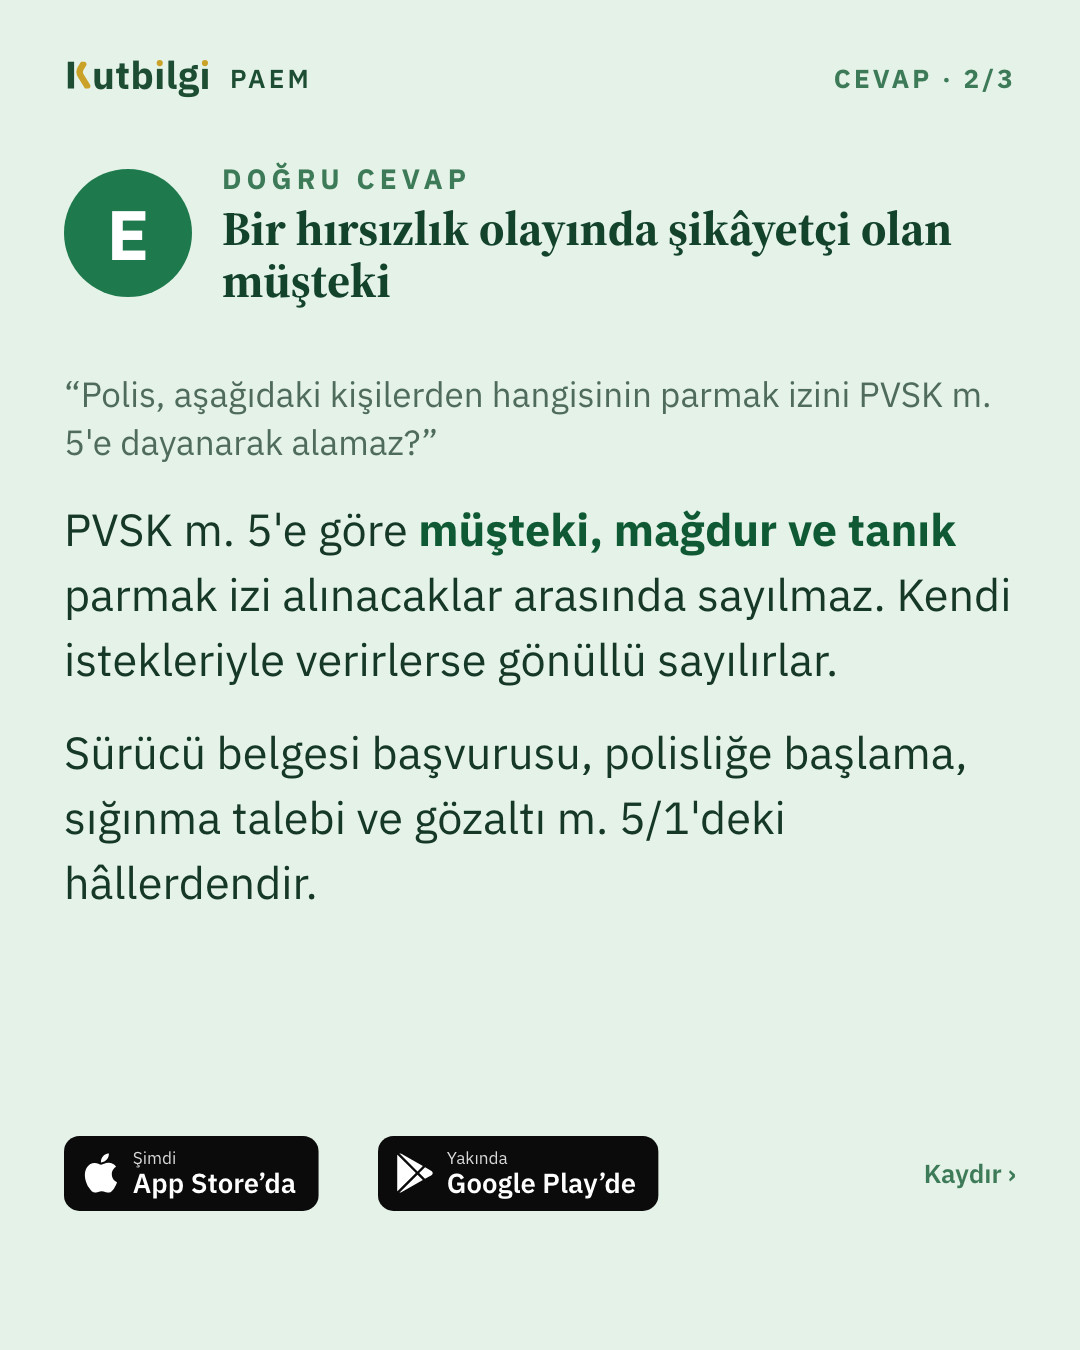 Kutbilgi PAEM
CEVAP · 2/3
E
DOĞRU CEVAP
Bir hırsızlık olayında şikâyetçi olan
müşteki
“Polis, aşağıdaki kişilerden hangisinin parmak izini PVSK m.
5'e dayanarak alamaz?”
PVSK m. 5'e göre müşteki, mağdur ve tanık
parmak izi alınacaklar arasında sayılmaz. Kendi
istekleriyle verirlerse gönüllü sayılırlar.
Sürücü belgesi başvurusu, polisliğe başlama,
sığınma talebi ve gözaltı m. 5/1'deki
hâllerdendir.
Şimdi
App Store’da
Yakında
Google Play’de
Kaydır ›